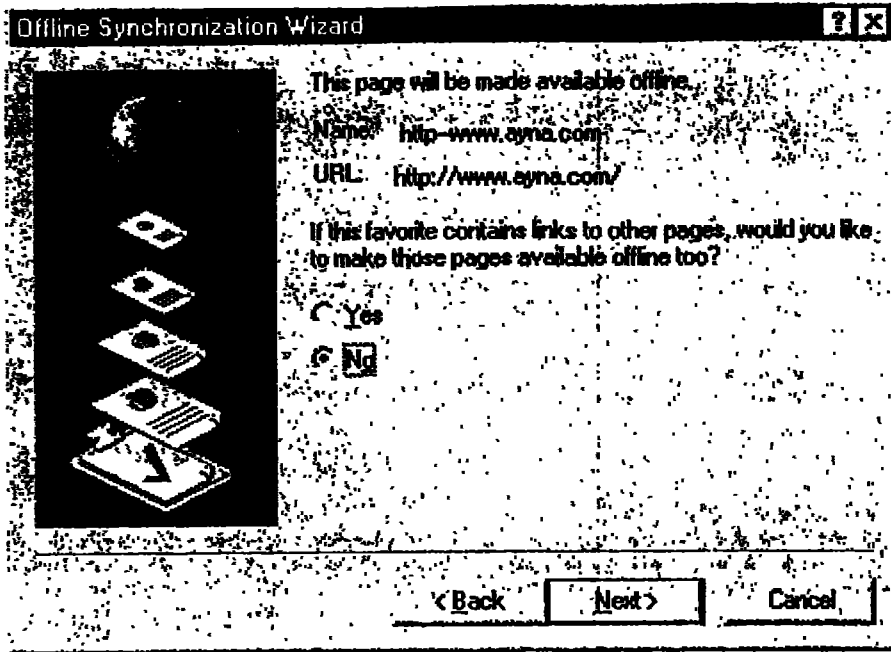 Offline Synchronization Wizard
This page will be made available offline.
Name: http--www.ayna.com
URL: http://www.ayna.com/
If this favorite contains links to other pages, would you like
to make those pages available offline too?
Yes
No
< Back Next > Cancel